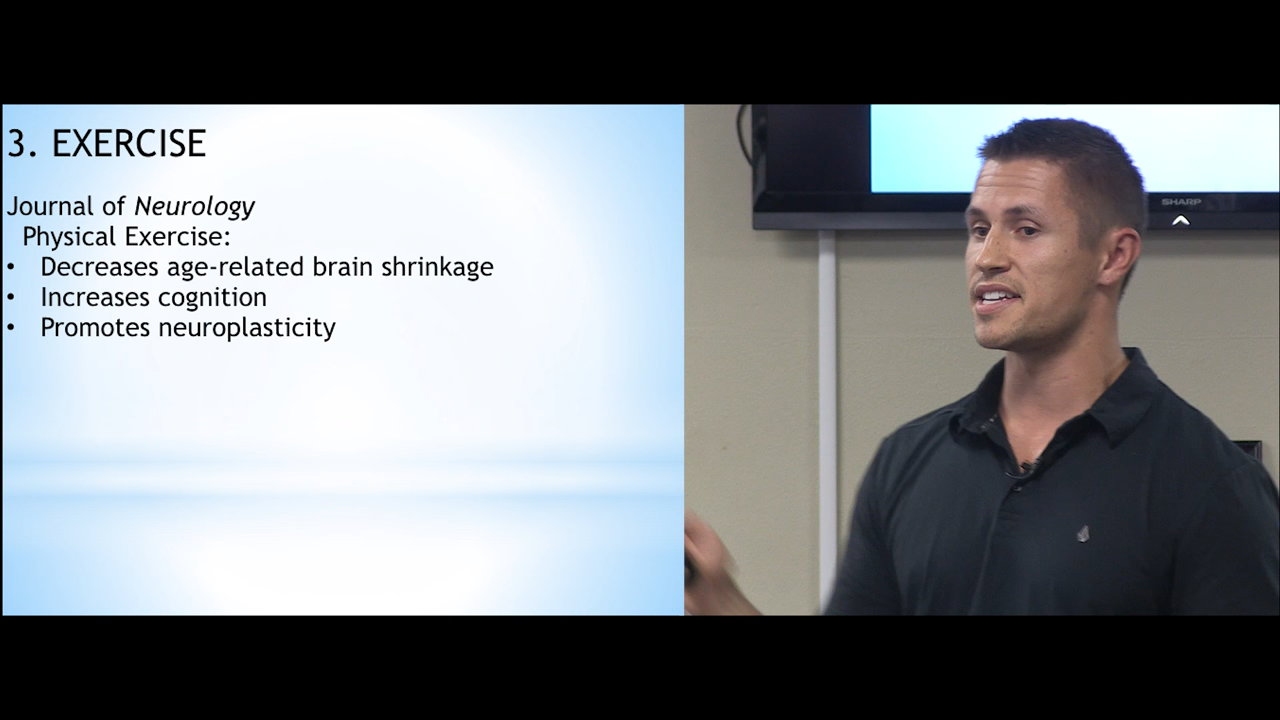 3. EXERCISE
Journal of Neurology
Physical Exercise:
• Decreases age-related brain shrinkage
• Increases cognition
• Promotes neuroplasticity
SHARP